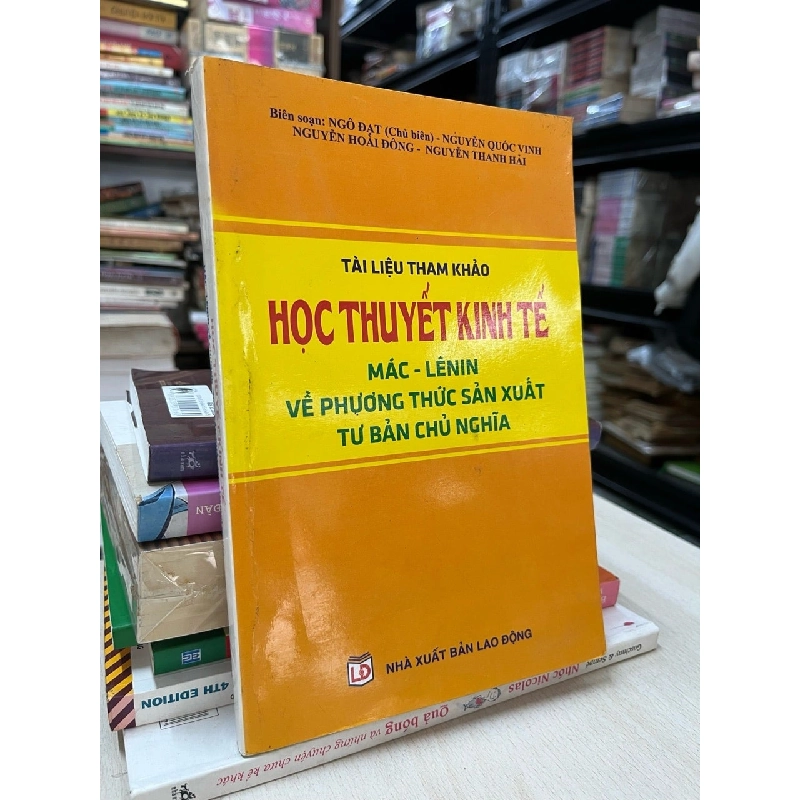 Biên soạn: NGÔ ĐẠT (Chủ biên) - NGUYỄN QUỐC VINH
NGUYỄN HOÀI ĐÔNG - NGUYỄN THANH HẢI
TÀI LIỆU THAM KHẢO
HỌC THUYẾT KINH TẾ
MÁC - LÊNIN
VỀ PHƯƠNG THỨC SẢN XUẤT
TƯ BẢN CHỦ NGHĨA
LĐ
NHÀ XUẤT BẢN LAO ĐỘNG
4TH EDITION
Nhóc Nicolas
Quả bóng và những chuyện chưa kể khác